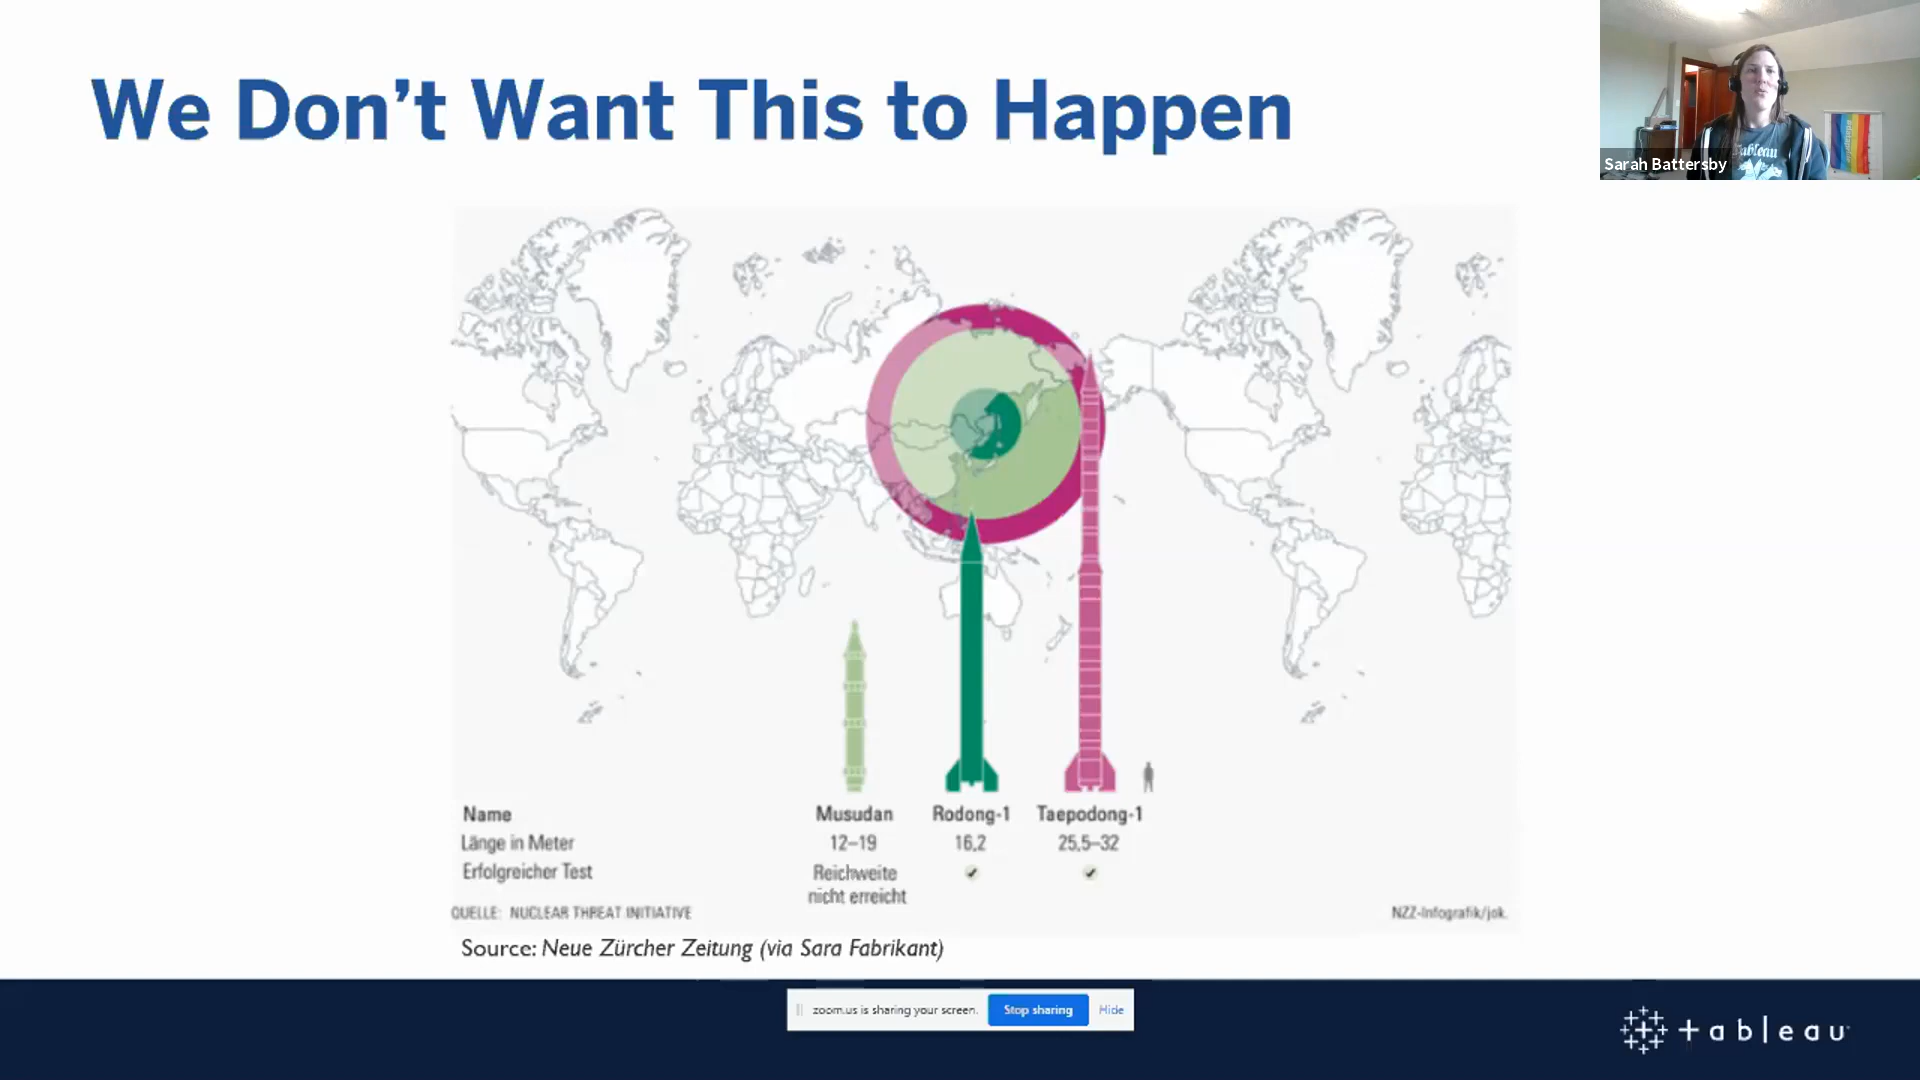 We Don't Want This to Happen
Sarah Battersby
Tableau
Name Musudan Rodong-1 Taepodong-1
Länge in Meter 12–19 16,2 25,5–32
Erfolgreicher Test Reichweite ✔ ✔
nicht erreicht
QUELLE: NUCLEAR THREAT INITIATIVE NZZ-Infografik/jok.
Source: Neue Zürcher Zeitung (via Sara Fabrikant)
zoom.us is sharing your screen. Stop sharing Hide
+ableau